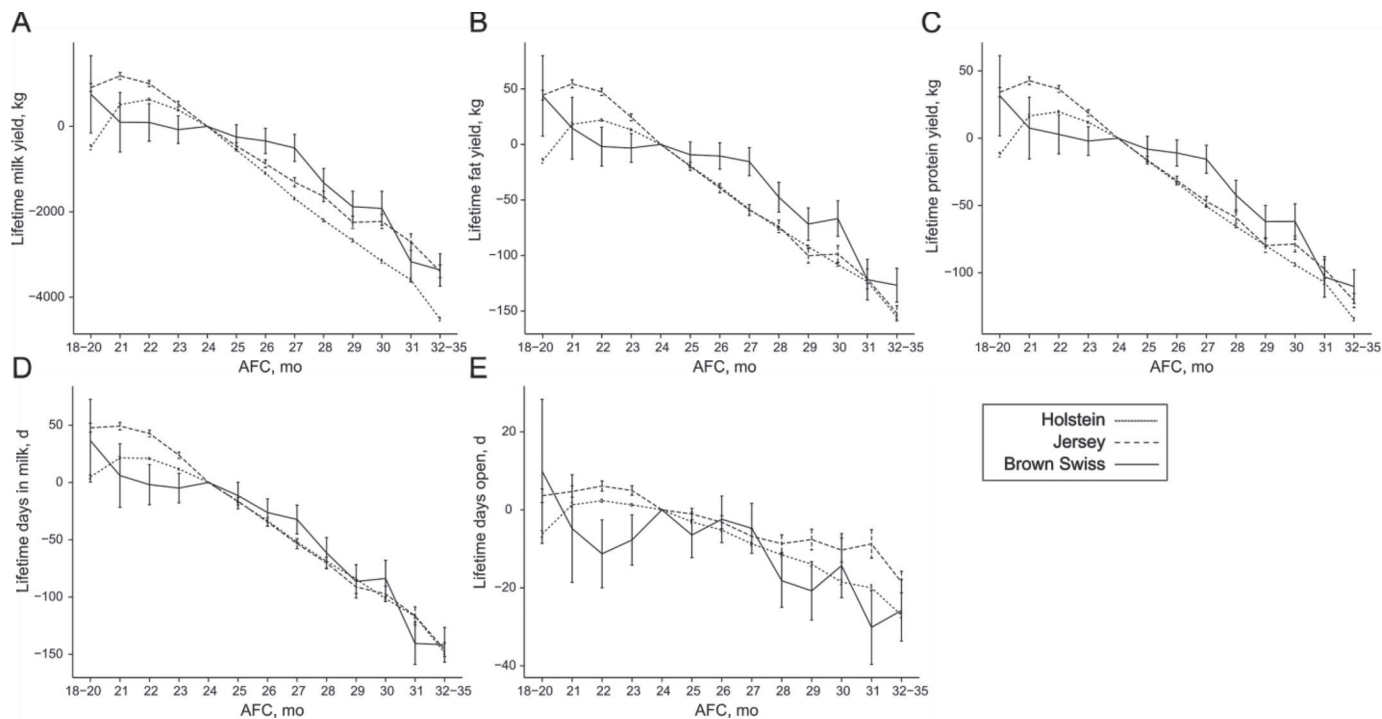 A
Lifetime milk yield, kg
0
−2000
−4000
18−20 21 22 23 24 25 26 27 28 29 30 31 32−35
AFC, mo
B
Lifetime fat yield, kg
50
0
−50
−100
−150
18−20 21 22 23 24 25 26 27 28 29 30 31 32−35
AFC, mo
C
Lifetime protein yield, kg
50
0
−50
−100
18−20 21 22 23 24 25 26 27 28 29 30 31 32−35
AFC, mo
D
Lifetime days in milk, d
50
0
−50
−100
−150
18−20 21 22 23 24 25 26 27 28 29 30 31 32−35
AFC, mo
E
Lifetime days open, d
20
0
−20
−40
18−20 21 22 23 24 25 26 27 28 29 30 31 32−35
AFC, mo
Holstein
Jersey
Brown Swiss